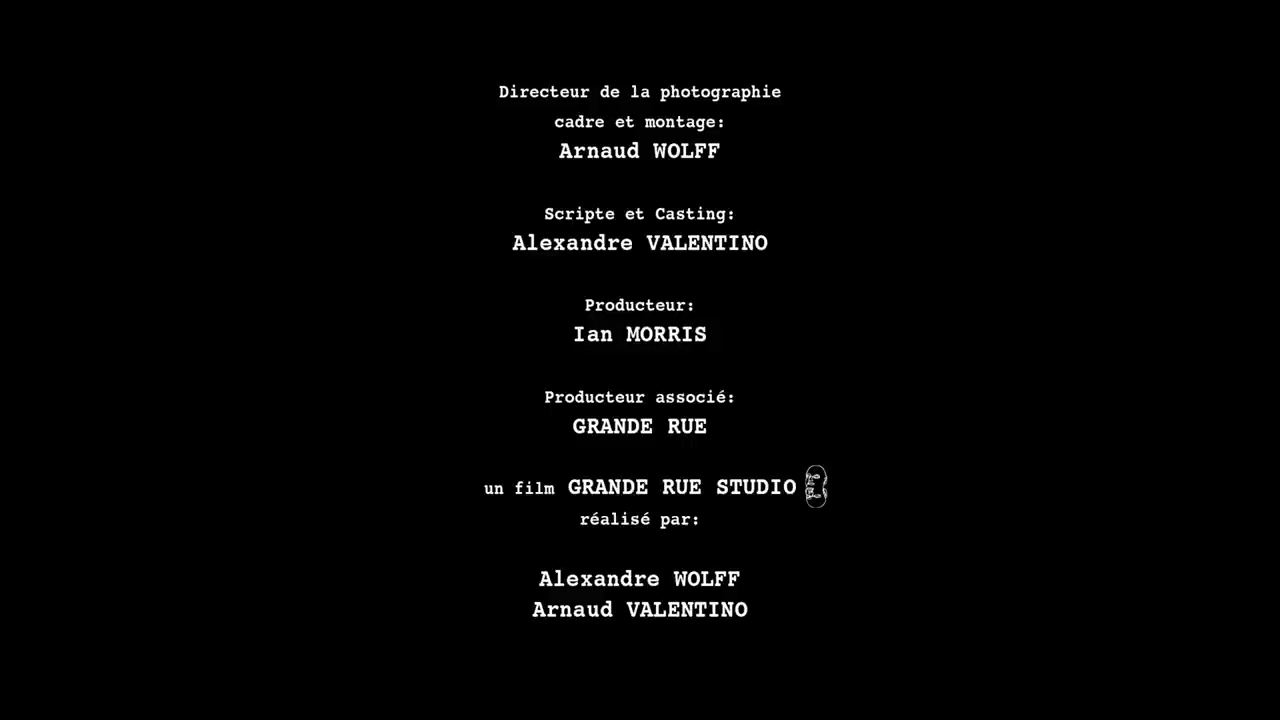 Directeur de la photographie
cadre et montage:
Arnaud WOLFF
Scripte et Casting:
Alexandre VALENTINO
Producteur:
Ian MORRIS
Producteur associé:
GRANDE RUE
un film GRANDE RUE STUDIO
réalisé par:
Alexandre WOLFF
Arnaud VALENTINO